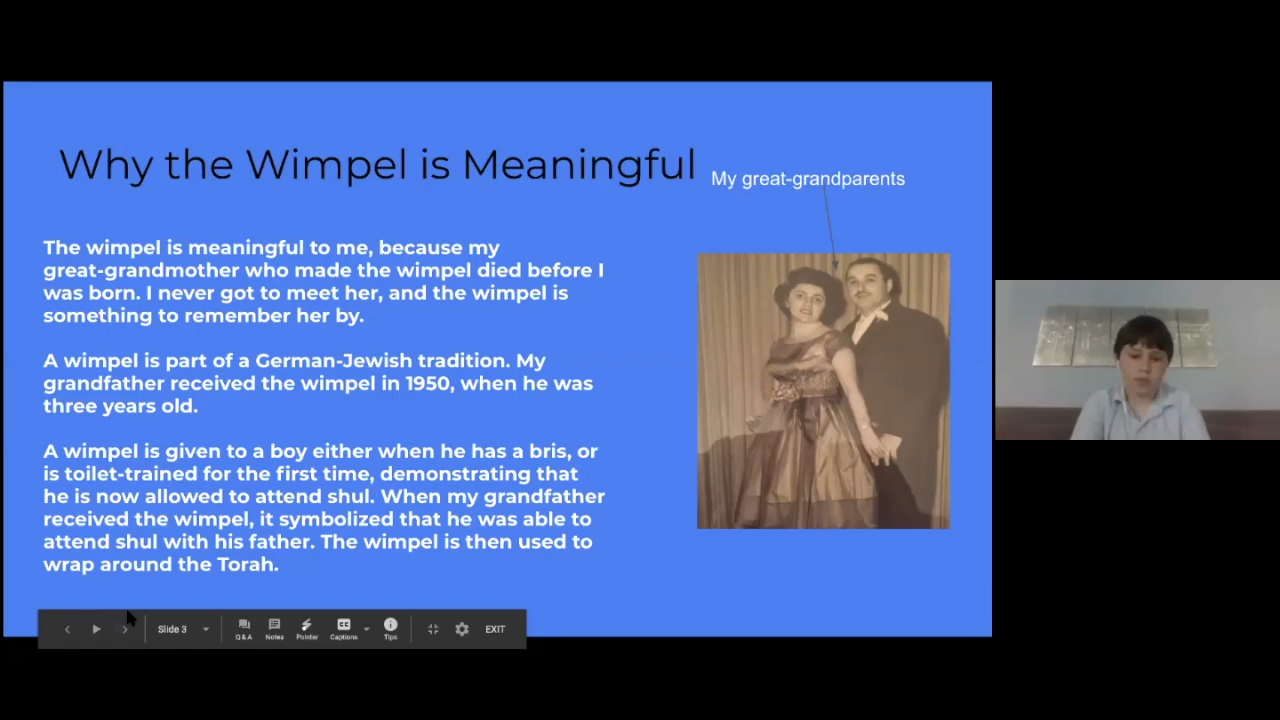 Why the Wimpel is Meaningful
My great-grandparents
The wimpel is meaningful to me, because my
great-grandmother who made the wimpel died before I
was born. I never got to meet her, and the wimpel is
something to remember her by.
A wimpel is part of a German-Jewish tradition. My
grandfather received the wimpel in 1950, when he was
three years old.
A wimpel is given to a boy either when he has a bris, or
is toilet-trained for the first time, demonstrating that
he is now allowed to attend shul. When my grandfather
received the wimpel, it symbolized that he was able to
attend shul with his father. The wimpel is then used to
wrap around the Torah.
Slide 3
Q&A
Notes
Pointer
CC
Captions
Tips
EXIT